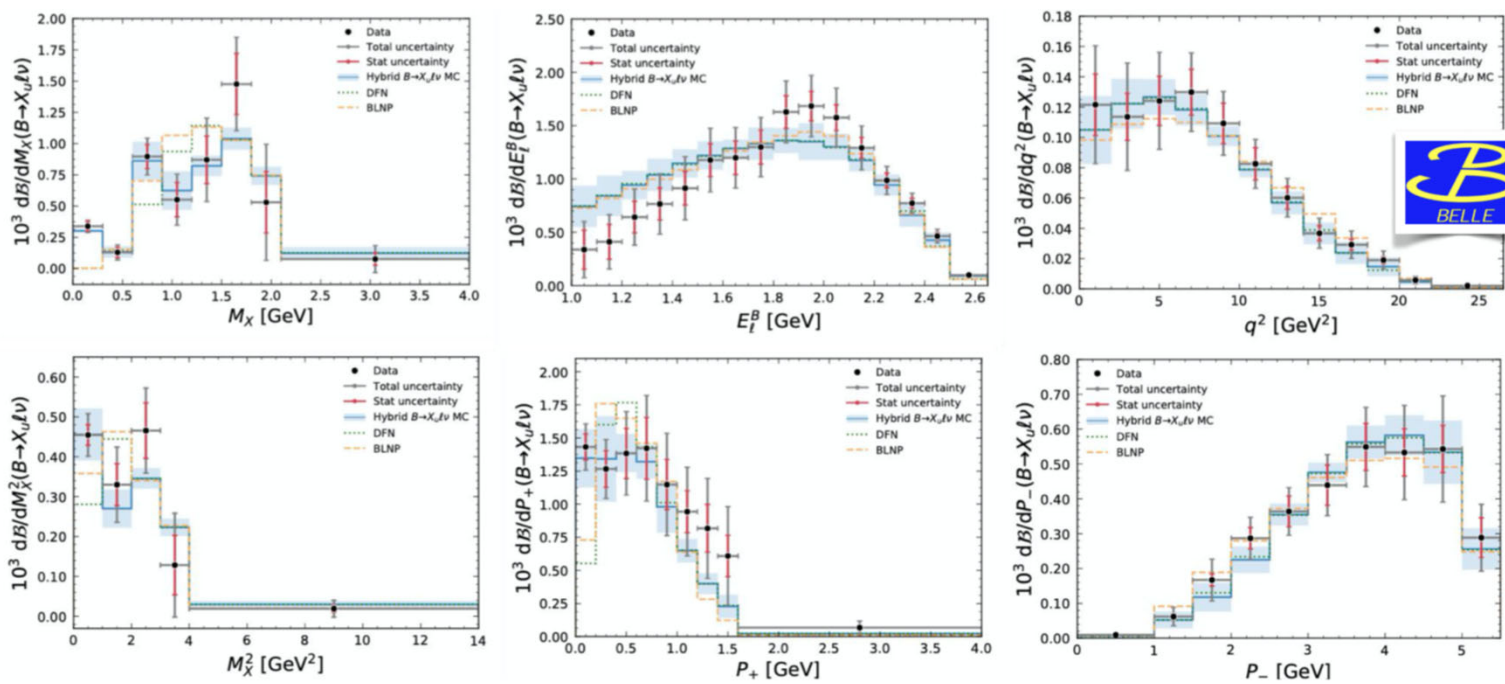 10³ dB/dM_X(B→X_uℓν)
2.00
1.75
1.50
1.25
1.00
0.75
0.50
0.25
0.00
Data
Total uncertainty
Stat uncertainty
Hybrid B→X_uℓν MC
DFN
BLNP
0.0 0.5 1.0 1.5 2.0 2.5 3.0 3.5 4.0
M_X [GeV]
10³ dB/dE_ℓ^B(B→X_uℓν)
2.50
2.00
1.50
1.00
0.50
0.00
Data
Total uncertainty
Stat uncertainty
Hybrid B→X_uℓν MC
DFN
BLNP
1.0 1.2 1.4 1.6 1.8 2.0 2.2 2.4 2.6
E_ℓ^B [GeV]
10³ dB/dq²(B→X_uℓν)
0.18
0.16
0.14
0.12
0.10
0.08
0.06
0.04
0.02
0.00
Data
Total uncertainty
Stat uncertainty
Hybrid B→X_uℓν MC
DFN
BLNP
0 5 10 15 20 25
q² [GeV²]
B
BELLE
10³ dB/dM_X²(B→X_uℓν)
0.60
0.50
0.40
0.30
0.20
0.10
0.00
Data
Total uncertainty
Stat uncertainty
Hybrid B→X_uℓν MC
DFN
BLNP
0 2 4 6 8 10 12 14
M_X² [GeV²]
10³ dB/dP₊(B→X_uℓν)
2.00
1.75
1.50
1.25
1.00
0.75
0.50
0.25
0.00
Data
Total uncertainty
Stat uncertainty
Hybrid B→X_uℓν MC
DFN
BLNP
0.0 0.5 1.0 1.5 2.0 2.5 3.0 3.5 4.0
P₊ [GeV]
10³ dB/dP₋(B→X_uℓν)
0.80
0.70
0.60
0.50
0.40
0.30
0.20
0.10
0.00
Data
Total uncertainty
Stat uncertainty
Hybrid B→X_uℓν MC
DFN
BLNP
0 1 2 3 4 5
P₋ [GeV]